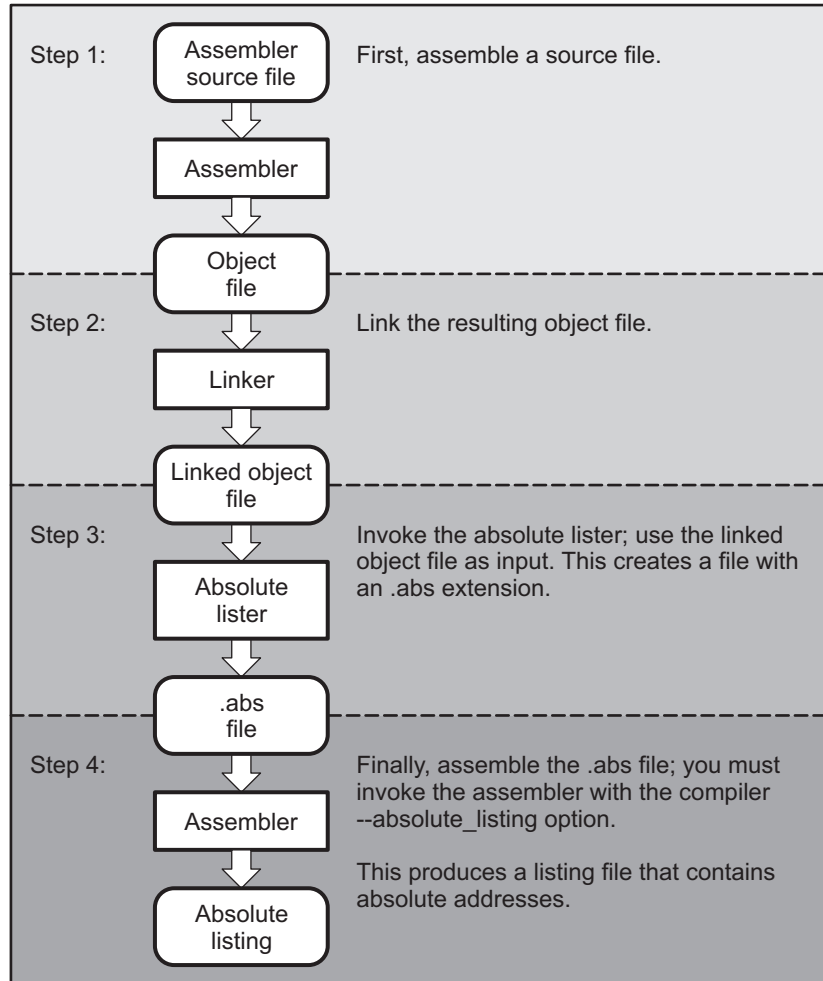 Step 1:
Assembler
source file
First, assemble a source file.
Assembler
Object
file
Step 2:
Link the resulting object file.
Linker
Linked object
file
Step 3:
Invoke the absolute lister; use the linked
object file as input. This creates a file with
an .abs extension.
Absolute
lister
.abs
file
Step 4:
Finally, assemble the .abs file; you must
invoke the assembler with the compiler
--absolute_listing option.
Assembler
This produces a listing file that contains
absolute addresses.
Absolute
listing